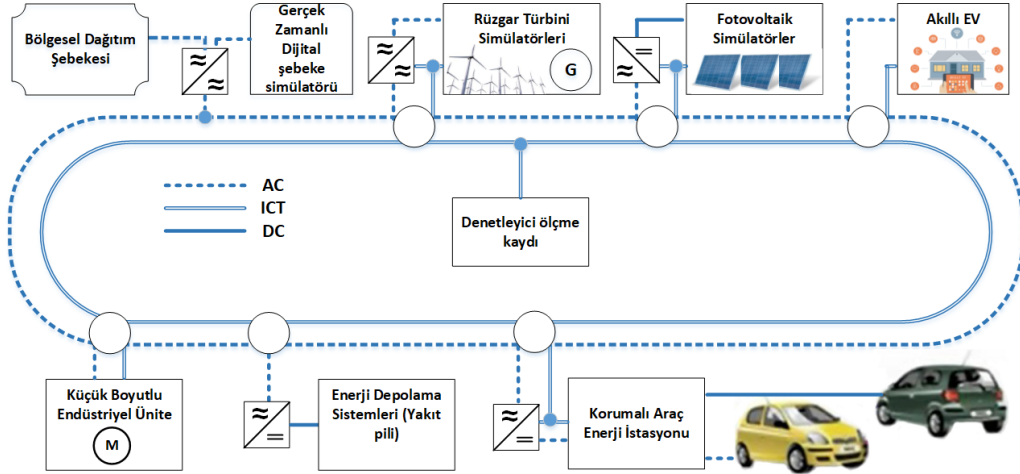 Bölgesel Dağıtım
Şebekesi
Gerçek
Zamanlı
Dijital
şebeke
simülatörü
Rüzgar Türbini
Simülatörleri
G
Fotovoltaik
Simülatörler
Akıllı EV
AC
ICT
DC
Denetleyici ölçme
kaydı
Küçük Boyutlu
Endüstriyel Ünite
M
Enerji Depolama
Sistemleri (Yakıt
pili)
Korumalı Araç
Enerji İstasyonu